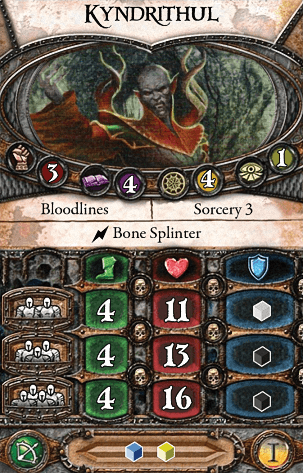 KYNDRITHUL
3 4 4 1
Bloodlines Sorcery 3
Bone Splinter
4 11
4 13
4 16
I